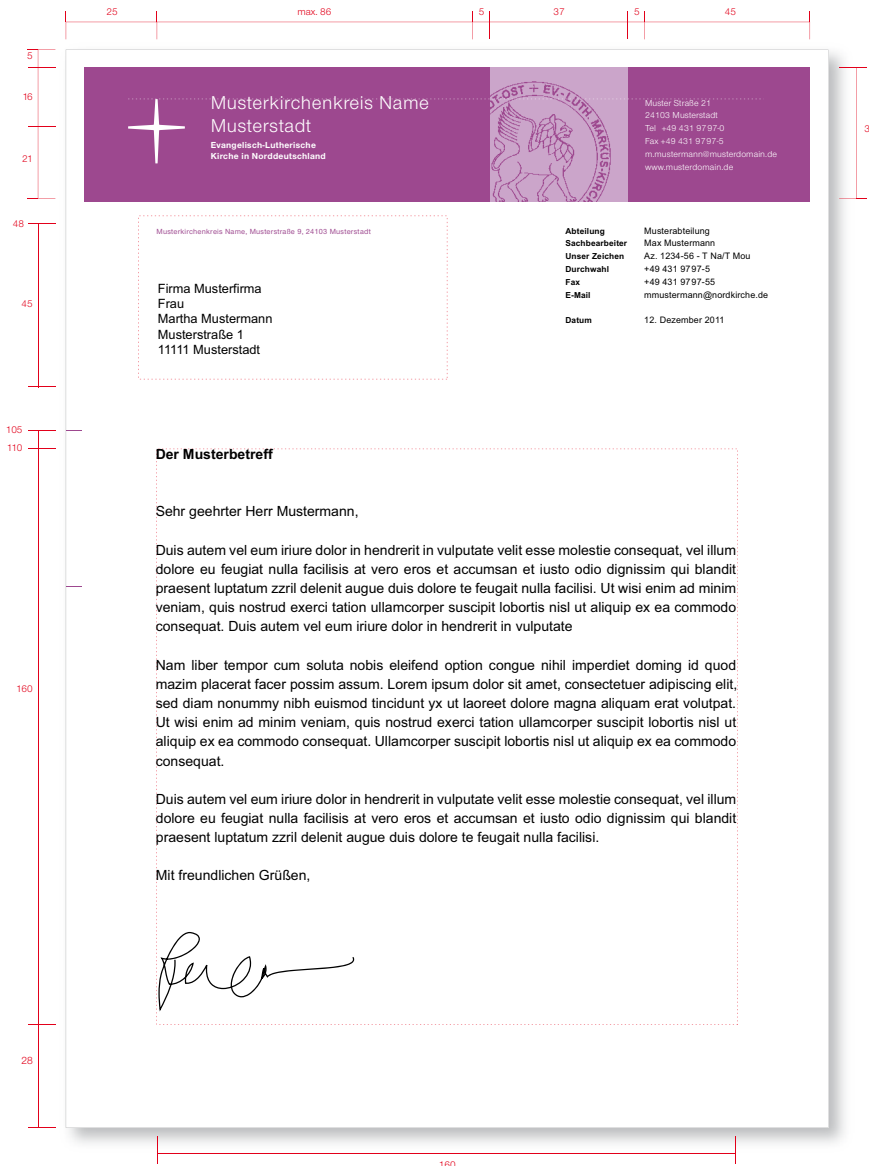 25 max. 86 5 37 5 45
5
16
21
48
45
105
110
160
28
160
3
Musterkirchenkreis Name
Musterstadt
Evangelisch-Lutherische
Kirche in Norddeutschland
T-OST + EV.-LUTH. MARKUS-KIRCH
Muster Straße 21
24103 Musterstadt
Tel +49 431 9797-0
Fax +49 431 9797-5
m.mustermann@musterdomain.de
www.musterdomain.de
Musterkirchenkreis Name, Musterstraße 9, 24103 Musterstadt
Firma Musterfirma
Frau
Martha Mustermann
Musterstraße 1
11111 Musterstadt
Abteilung Musterabteilung
Sachbearbeiter Max Mustermann
Unser Zeichen Az. 1234-56 - T Na/T Mou
Durchwahl +49 431 9797-5
Fax +49 431 9797-55
E-Mail mmustermann@nordkirche.de
Datum 12. Dezember 2011
Der Musterbetreff
Sehr geehrter Herr Mustermann,
Duis autem vel eum iriure dolor in hendrerit in vulputate velit esse molestie consequat, vel illum
dolore eu feugiat nulla facilisis at vero eros et accumsan et iusto odio dignissim qui blandit
praesent luptatum zzril delenit augue duis dolore te feugait nulla facilisi. Ut wisi enim ad minim
veniam, quis nostrud exerci tation ullamcorper suscipit lobortis nisl ut aliquip ex ea commodo
consequat. Duis autem vel eum iriure dolor in hendrerit in vulputate
Nam liber tempor cum soluta nobis eleifend option congue nihil imperdiet doming id quod
mazim placerat facer possim assum. Lorem ipsum dolor sit amet, consectetuer adipiscing elit,
sed diam nonummy nibh euismod tincidunt yx ut laoreet dolore magna aliquam erat volutpat.
Ut wisi enim ad minim veniam, quis nostrud exerci tation ullamcorper suscipit lobortis nisl ut
aliquip ex ea commodo consequat. Ullamcorper suscipit lobortis nisl ut aliquip ex ea commodo
consequat.
Duis autem vel eum iriure dolor in hendrerit in vulputate velit esse molestie consequat, vel illum
dolore eu feugiat nulla facilisis at vero eros et accumsan et iusto odio dignissim qui blandit
praesent luptatum zzril delenit augue duis dolore te feugait nulla facilisi.
Mit freundlichen Grüßen,